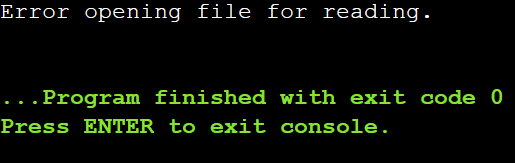 Error opening file for reading.
...Program finished with exit code 0
Press ENTER to exit console.